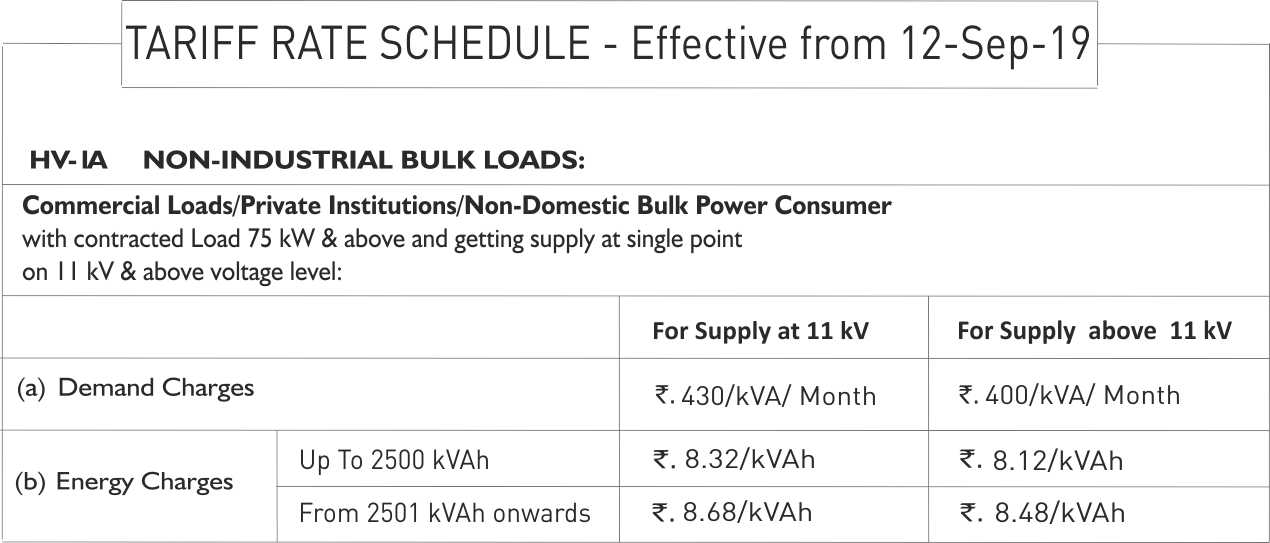 TARIFF RATE SCHEDULE - Effective from 12-Sep-19
HV-IA NON-INDUSTRIAL BULK LOADS:
Commercial Loads/Private Institutions/Non-Domestic Bulk Power Consumer
with contracted Load 75 kW & above and getting supply at single point
on 11 kV & above voltage level:
For Supply at 11 kV For Supply above 11 kV
(a) Demand Charges ₹. 430/kVA/ Month ₹. 400/kVA/ Month
(b) Energy Charges
Up To 2500 kVAh ₹. 8.32/kVAh ₹. 8.12/kVAh
From 2501 kVAh onwards ₹. 8.68/kVAh ₹. 8.48/kVAh